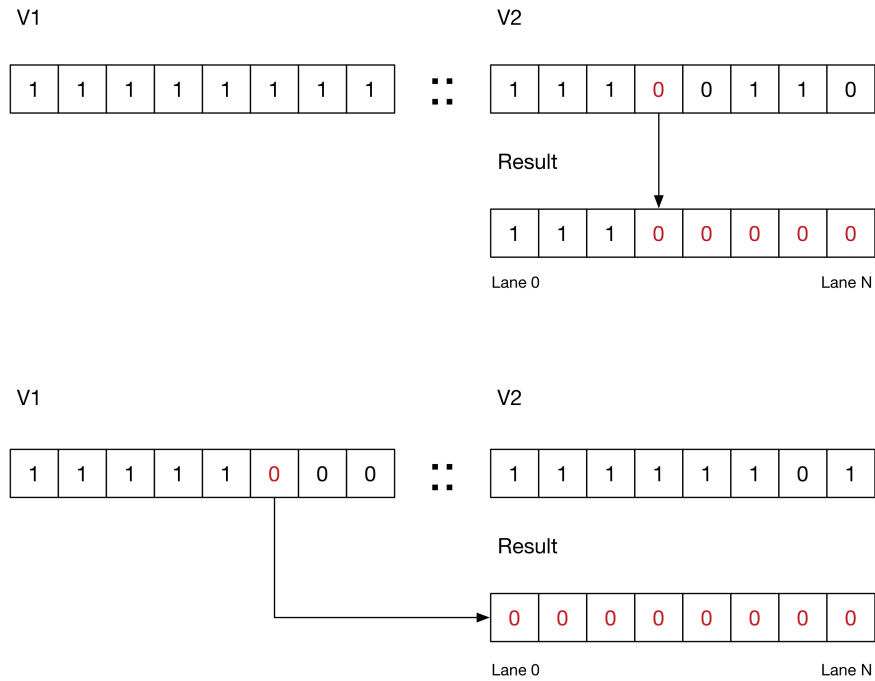 V1 V2
1 1 1 1 1 1 1 1 :: 1 1 1 0 0 1 1 0
Result
1 1 1 0 0 0 0 0
Lane 0 Lane N
V1 V2
1 1 1 1 1 0 0 0 :: 1 1 1 1 1 1 0 1
Result
0 0 0 0 0 0 0 0
Lane 0 Lane N